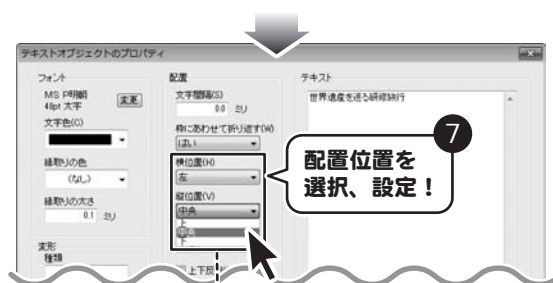 テキストオブジェクトのプロパティ
フォント
MS P明朝
48pt 太字
変更
文字色(C)
縁取りの色
(なし)
縁取りの太さ
0.1 ミリ
変形
種類
配置
文字間隔(S)
0.0 ミリ
枠にあわせて折り返す(W)
はい
横位置(H)
左
縦位置(V)
中央
上
中央
下
上下反
テキスト
世界遺産を巡る研修旅行
7
配置位置を
選択、設定！